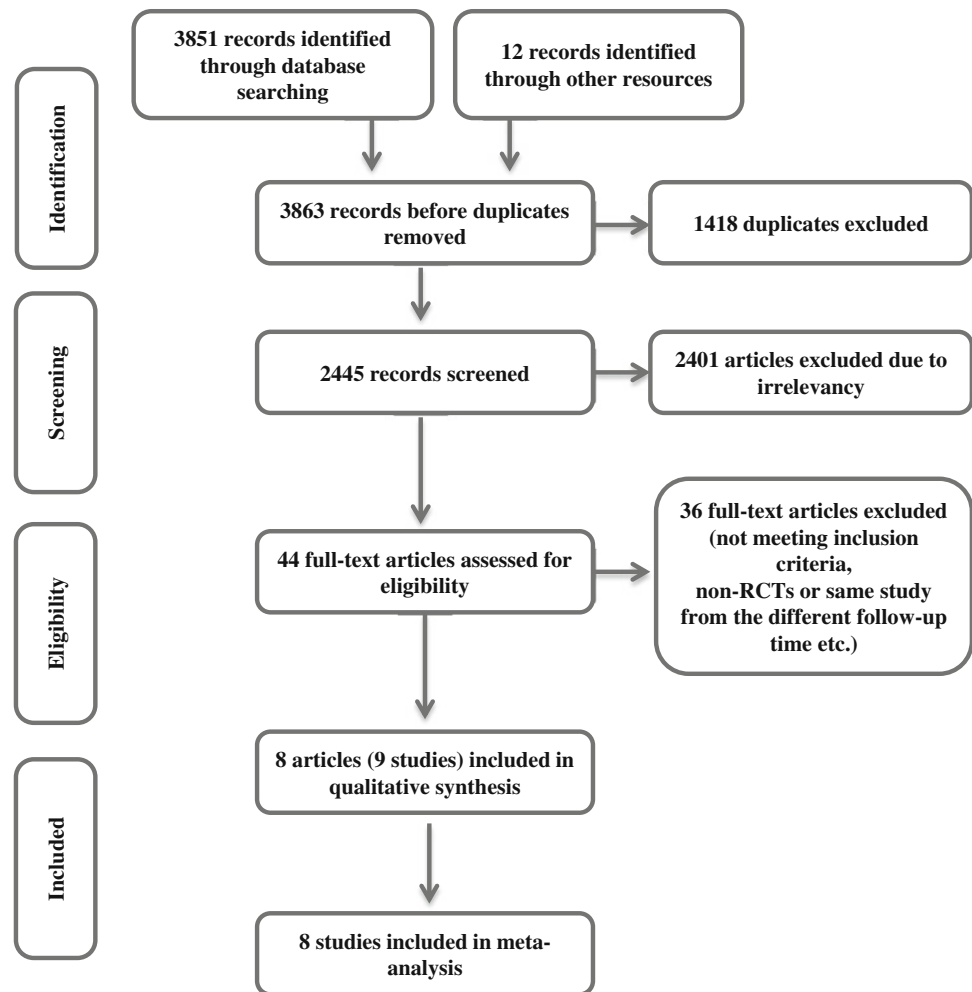 3851 records identified
through database
searching
12 records identified
through other resources
Identification
3863 records before duplicates
removed
1418 duplicates excluded
Screening
2445 records screened
2401 articles excluded due to
irrelevancy
Eligibility
44 full-text articles assessed for
eligibility
36 full-text articles excluded
(not meeting inclusion
criteria,
non-RCTs or same study
from the different follow-up
time etc.)
Included
8 articles (9 studies) included in
qualitative synthesis
8 studies included in meta-
analysis